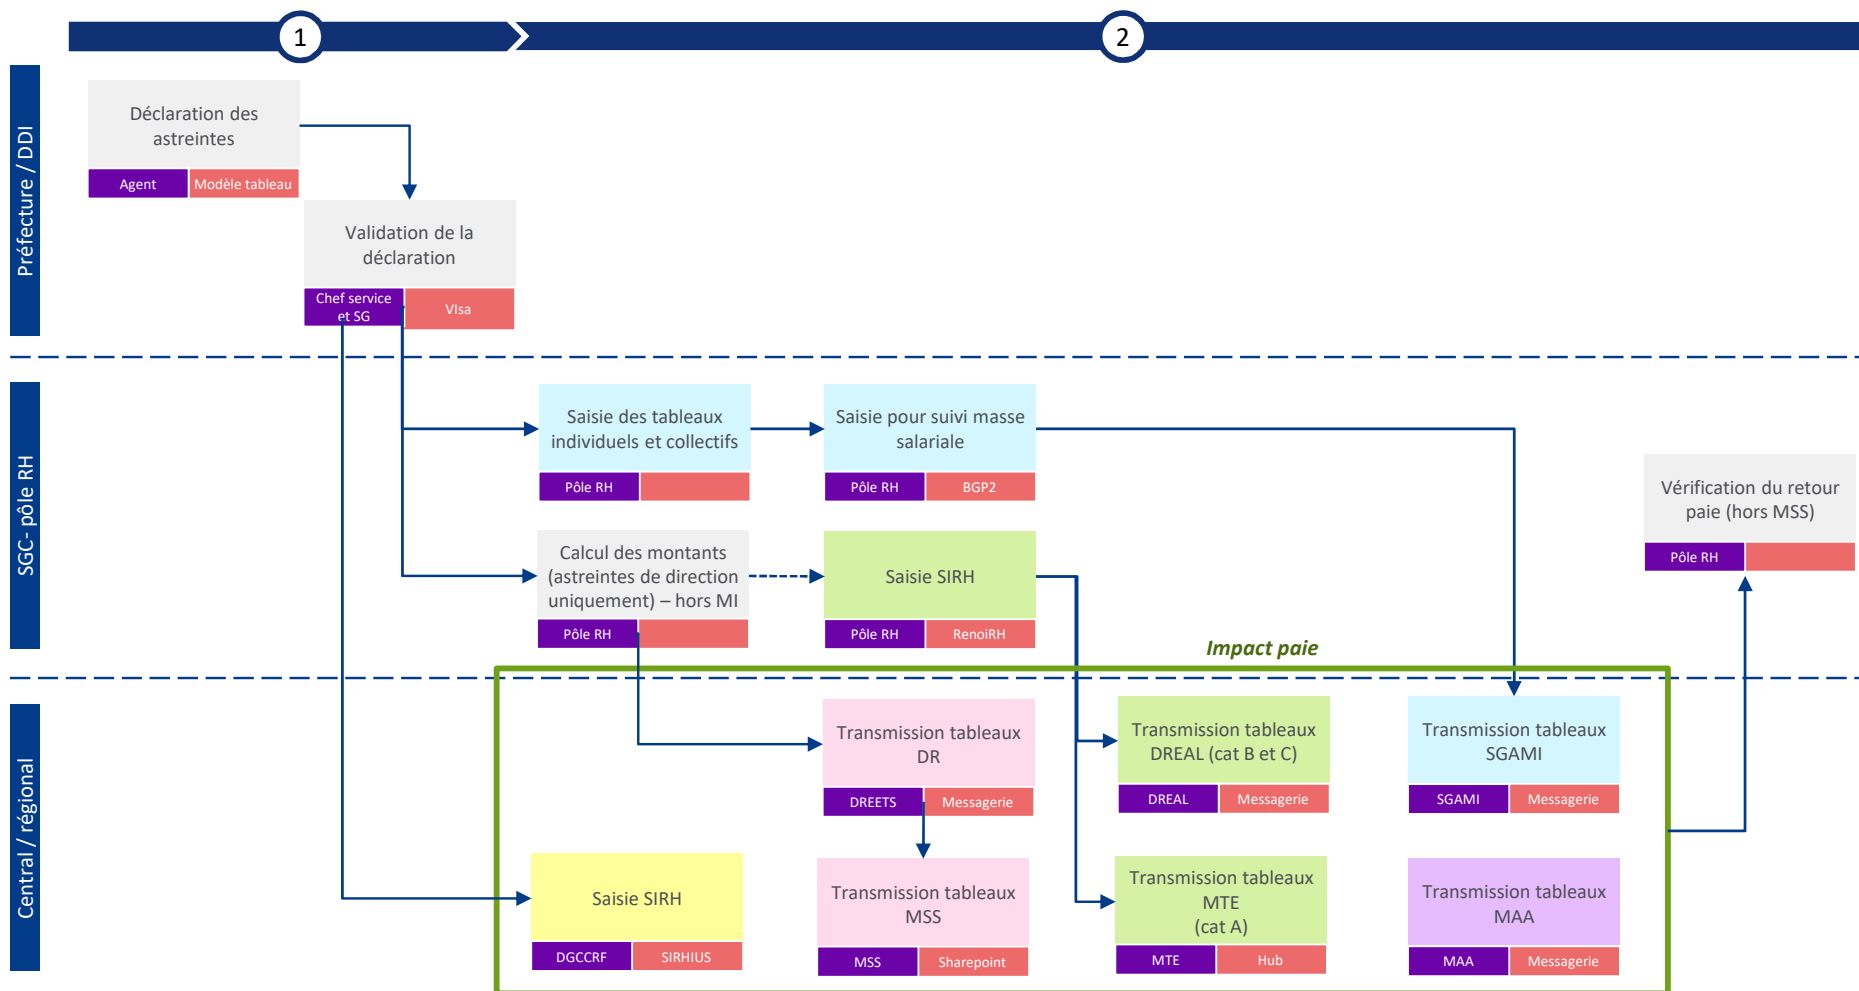 1
2
Préfecture / DDI
Déclaration des
astreintes
Agent
Modèle tableau
Validation de la
déclaration
Chef service
et SG
VIsa
SGC- pôle RH
Saisie des tableaux
individuels et collectifs
Pôle RH
Saisie pour suivi masse
salariale
Pôle RH
BGP2
Vérification du retour
paie (hors MSS)
Pôle RH
Calcul des montants
(astreintes de direction
uniquement) – hors MI
Pôle RH
Saisie SIRH
Pôle RH
RenoiRH
Impact paie
Central / régional
Transmission tableaux
DR
DREETS
Messagerie
Transmission tableaux
DREAL (cat B et C)
DREAL
Messagerie
Transmission tableaux
SGAMI
SGAMI
Messagerie
Saisie SIRH
DGCCRF
SIRHIUS
Transmission tableaux
MSS
MSS
Sharepoint
Transmission tableaux
MTE
(cat A)
MTE
Hub
Transmission tableaux
MAA
MAA
Messagerie